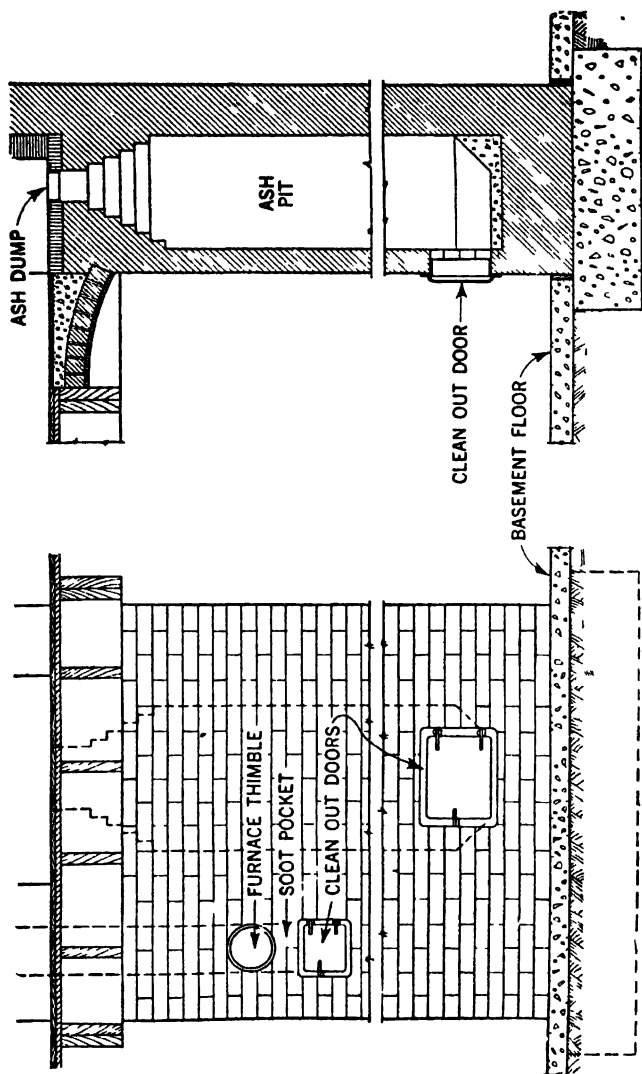 ASH DUMP
ASH
PIT
CLEAN OUT DOOR
BASEMENT FLOOR
FURNACE THIMBLE
SOOT POCKET
CLEAN OUT DOORS